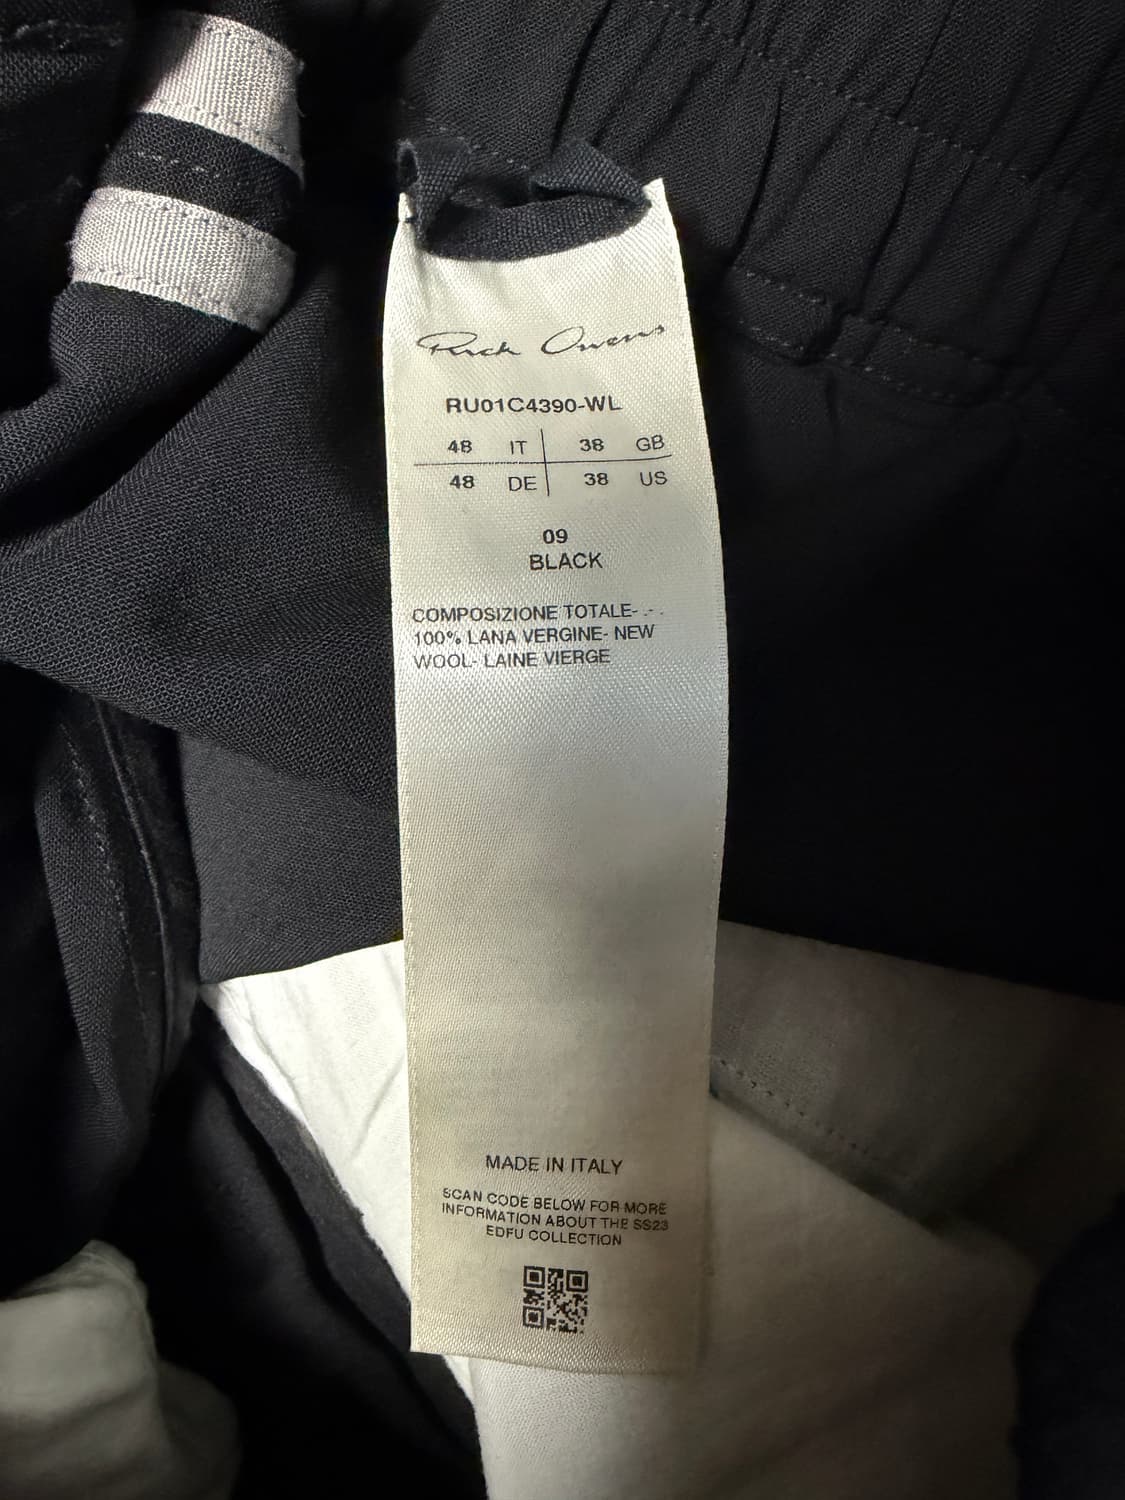 Rick Owens
RU01C4390-WL
48 IT 38 GB
48 DE 38 US
09
BLACK
COMPOSIZIONE TOTALE- -.-.
100% LANA VERGINE- NEW
WOOL- LAINE VIERGE
MADE IN ITALY
SCAN CODE BELOW FOR MORE
INFORMATION ABOUT THE SS23
EDFU COLLECTION